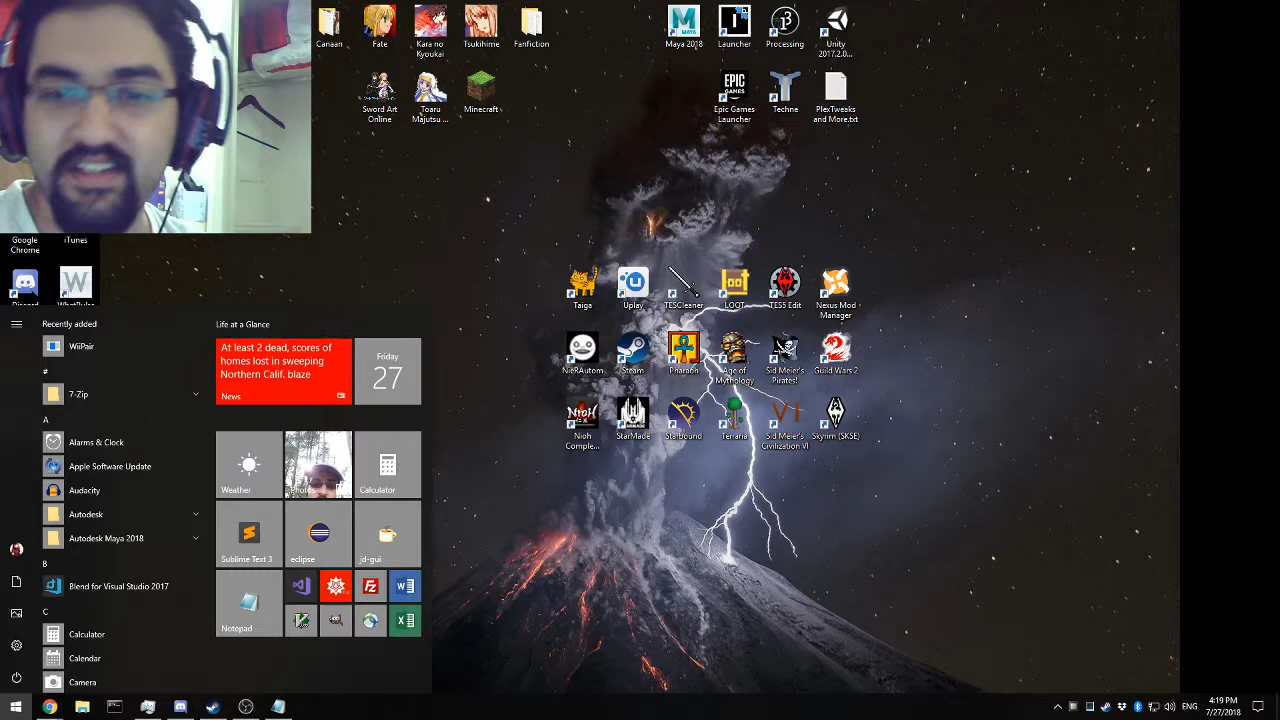 Canaan
Fate
Kara no
Kyoukai
Tsukihime
Fanfiction
Maya 2018
Launcher
Processing
Unity
2017.2.0...
Sword Art
Online
Toaru
Majutsu ...
Minecraft
Epic Games
Launcher
Techne
PlexTweaks
and More.txt
EPIC
GAMES
Google
Chrome
iTunes
Discord
Taiga
Uplay
TESCleaner
LOOT
TES5 Edit
Nexus Mod
Manager
NieRAutom...
Steam
Pharaoh
Age of
Mythology
Sid Meier's
Pirates!
Guild Wars 2
Nioh
Comple...
StarMade
Starbound
Terraria
Sid Meier's
Civilization VI
Skyrim (SKSE)
Recently added
WiiPair
#
7-Zip
A
Alarms & Clock
Apple Software Update
Audacity
Autodesk
Autodesk Maya 2018
B
Blend for Visual Studio 2017
C
Calculator
Calendar
Camera
Life at a Glance
At least 2 dead, scores of
homes lost in sweeping
Northern Calif. blaze
News
Friday
27
Weather
Photos
Calculator
Sublime Text 3
eclipse
jd-gui
Notepad
ENG
4:19 PM
7/27/2018